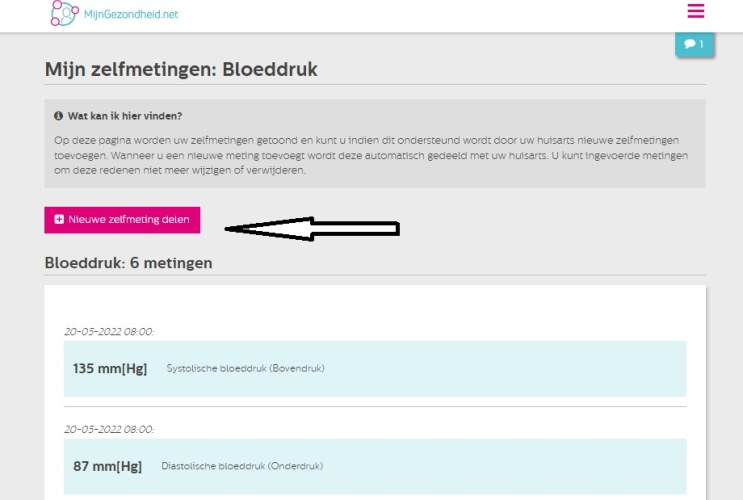 MijnGezondheid.net
1
Mijn zelfmetingen: Bloeddruk
Wat kan ik hier vinden?
Op deze pagina worden uw zelfmetingen getoond en kunt u indien dit ondersteund wordt door uw huisarts nieuwe zelfmetingen
toevoegen. Wanneer u een nieuwe meting toevoegt wordt deze automatisch gedeeld met uw huisarts. U kunt ingevoerde metingen
om deze redenen niet meer wijzigen of verwijderen.
Nieuwe zelfmeting delen
Bloeddruk: 6 metingen
20-05-2022 08:00:
135 mm[Hg] Systolische bloeddruk (Bovendruk)
20-05-2022 08:00:
87 mm[Hg] Diastolische bloeddruk (Onderdruk)